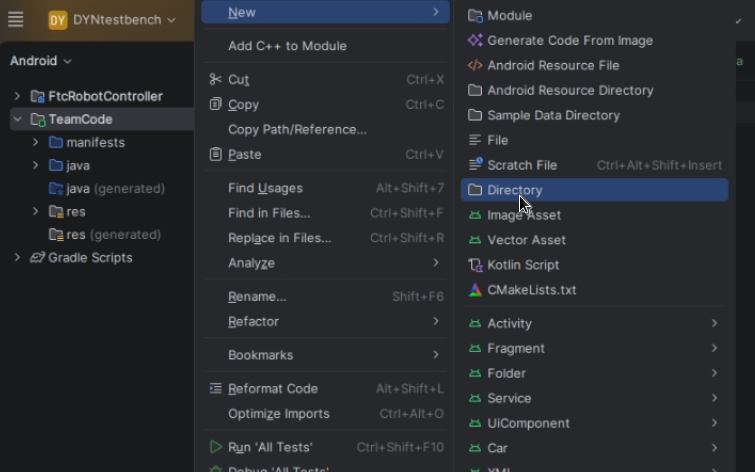 DY DYNtestbench
Android
FtcRobotController
TeamCode
manifests
java
java (generated)
res
res (generated)
Gradle Scripts
New
Add C++ to Module
Cut Ctrl+X
Copy Ctrl+C
Copy Path/Reference...
Paste Ctrl+V
Find Usages Alt+Shift+7
Find in Files... Ctrl+Shift+F
Replace in Files... Ctrl+Shift+R
Analyze
Rename... Shift+F6
Refactor
Bookmarks
Reformat Code Alt+Shift+L
Optimize Imports Ctrl+Alt+O
Run 'All Tests' Ctrl+Shift+F10
Debug 'All Tests'
Module
Generate Code From Image
Android Resource File
Android Resource Directory
Sample Data Directory
File
Scratch File Ctrl+Alt+Shift+Insert
Directory
Image Asset
Vector Asset
Kotlin Script
CMakeLists.txt
Activity
Fragment
Folder
Service
UiComponent
Car
XML
a